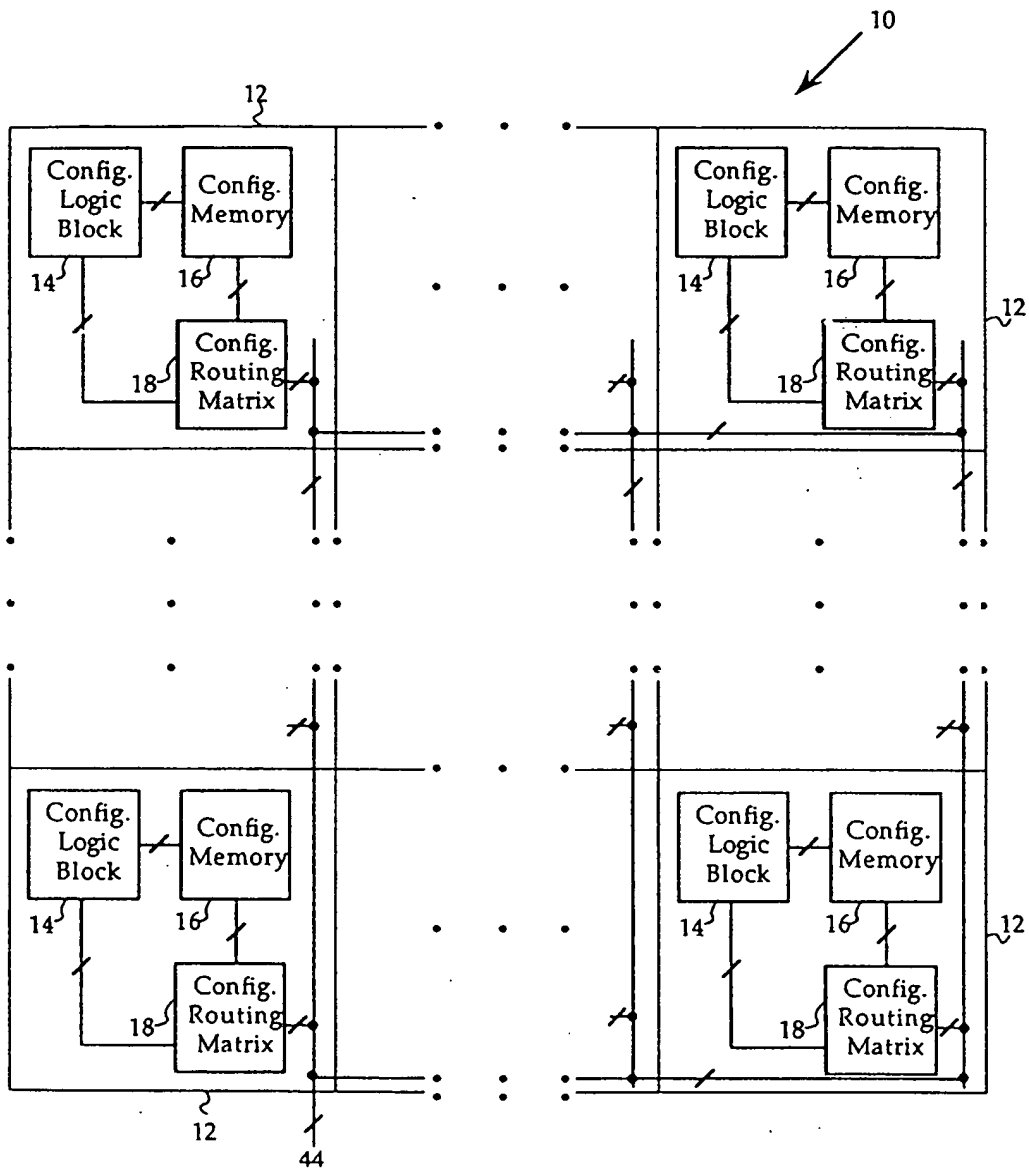 10
12
Config.
Logic
Block
Config.
Memory
14
16
Config.
Routing
Matrix
18
Config.
Logic
Block
Config.
Memory
14
16
12
Config.
Routing
Matrix
18
Config.
Logic
Block
Config.
Memory
14
16
Config.
Routing
Matrix
18
12
44
Config.
Logic
Block
Config.
Memory
14
16
12
Config.
Routing
Matrix
18